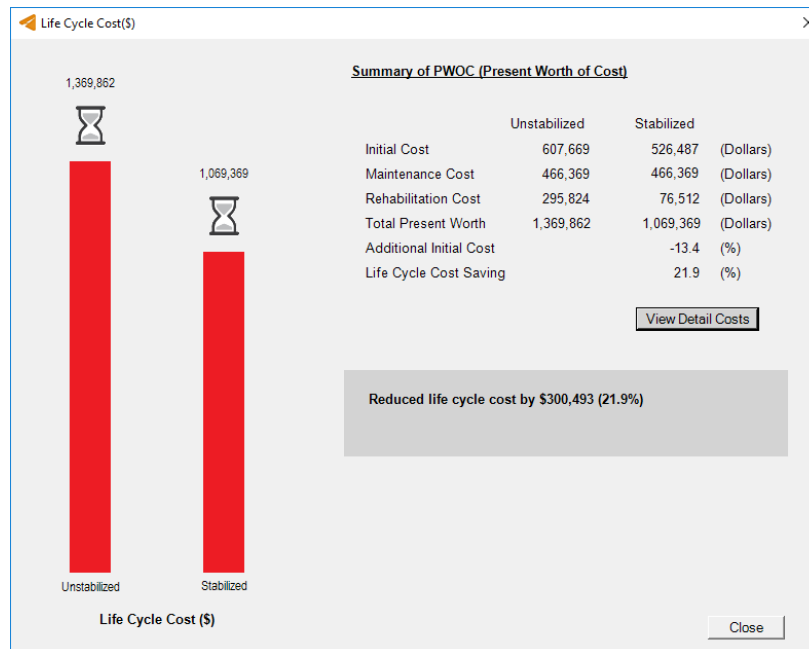 Life Cycle Cost($)
1,369,862
1,069,369
Unstabilized
Stabilized
Life Cycle Cost ($)
Summary of PWOC (Present Worth of Cost)
Unstabilized Stabilized
Initial Cost 607,669 526,487 (Dollars)
Maintenance Cost 466,369 466,369 (Dollars)
Rehabilitation Cost 295,824 76,512 (Dollars)
Total Present Worth 1,369,862 1,069,369 (Dollars)
Additional Initial Cost -13.4 (%)
Life Cycle Cost Saving 21.9 (%)
View Detail Costs
Reduced life cycle cost by $300,493 (21.9%)
Close